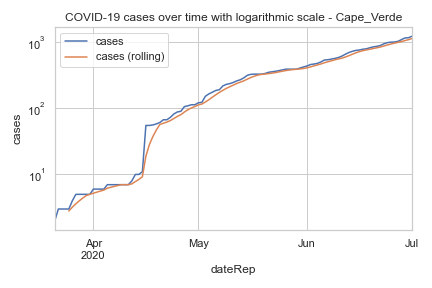 COVID-19 cases over time with logarithmic scale - Cape_Verde
cases
cases (rolling)
10³
10²
10¹
cases
Apr
2020
May
Jun
Jul
dateRep